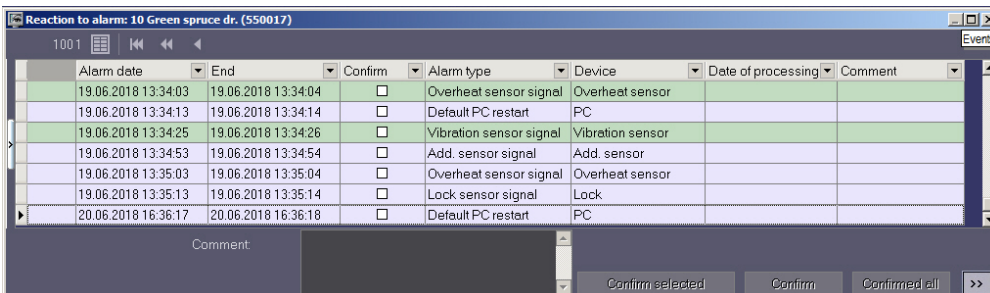 Reaction to alarm: 10 Green spruce dr. (550017)
Event
1001
Alarm date End Confirm Alarm type Device Date of processing Comment
19.06.2018 13:34:03 19.06.2018 13:34:04 Overheat sensor signal Overheat sensor
19.06.2018 13:34:13 19.06.2018 13:34:14 Default PC restart PC
19.06.2018 13:34:25 19.06.2018 13:34:26 Vibration sensor signal Vibration sensor
19.06.2018 13:34:53 19.06.2018 13:34:54 Add. sensor signal Add. sensor
19.06.2018 13:35:03 19.06.2018 13:35:04 Overheat sensor signal Overheat sensor
19.06.2018 13:35:13 19.06.2018 13:35:14 Lock sensor signal Lock
20.06.2018 16:36:17 20.06.2018 16:36:18 Default PC restart PC
Comment:
Confirm selected Confirm Confirmed all >>